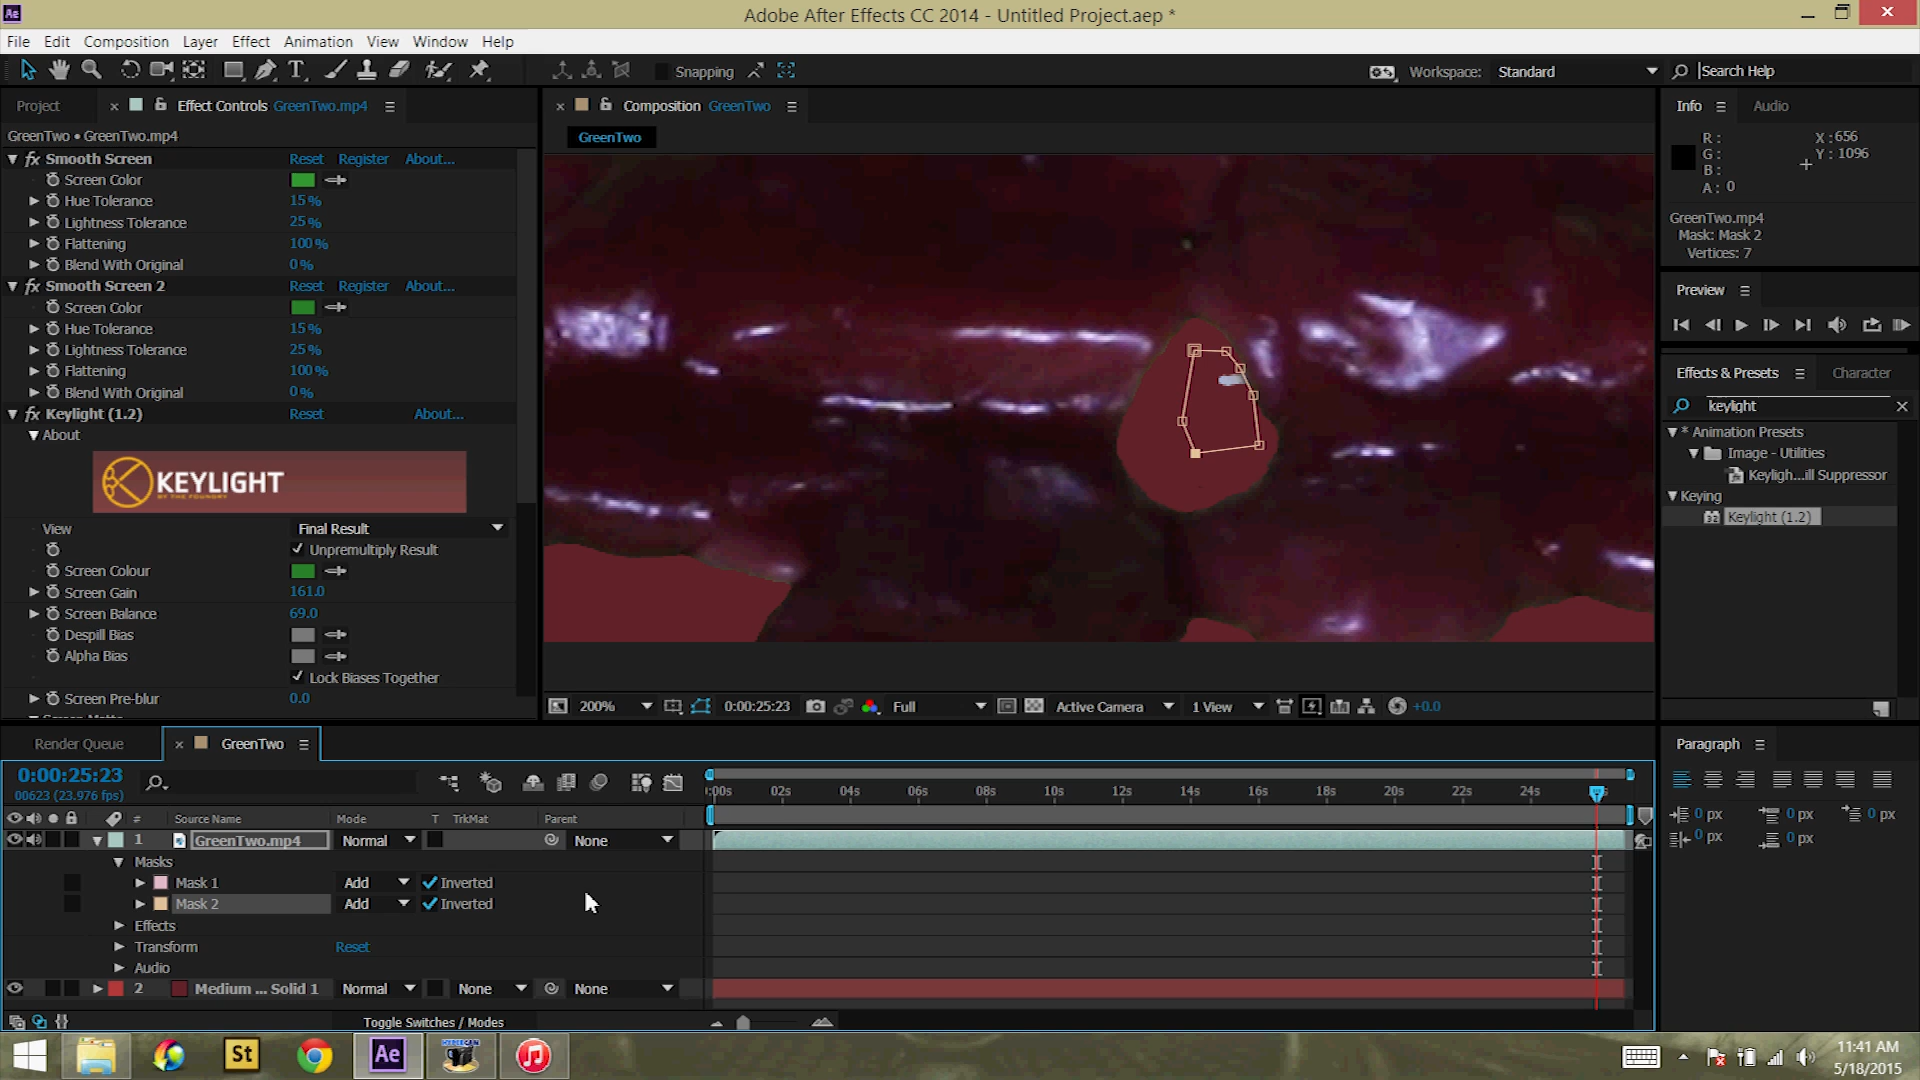 Ae
Adobe After Effects CC 2014 - Untitled Project.aep *
File Edit Composition Layer Effect Animation View Window Help
T Snapping Workspace: Standard Search Help
Project × Effect Controls GreenTwo.mp4
× Composition GreenTwo
Info Audio
GreenTwo • GreenTwo.mp4
GreenTwo
R :
G :
B :
A : 0
X : 656
Y : 1096
GreenTwo.mp4
Mask: Mask 2
Vertices: 7
fx Smooth Screen Reset Register About...
Screen Color
Hue Tolerance 15 %
Lightness Tolerance 25 %
Flattening 100 %
Blend With Original 0 %
fx Smooth Screen 2 Reset Register About...
Screen Color
Hue Tolerance 15 %
Lightness Tolerance 25 %
Flattening 100 %
Blend With Original 0 %
fx Keylight (1.2) Reset About...
About
KEYLIGHT
BY THE FOUNDRY
View Final Result
Unpremultiply Result
Screen Colour
Screen Gain 161.0
Screen Balance 69.0
Despill Bias
Alpha Bias
Lock Biases Together
Screen Pre-blur 0.0
Preview
Effects & Presets Character
keylight
* Animation Presets
Image - Utilities
Keyligh...ill Suppressor
Keying
32 Keylight (1.2)
200% 0:00:25:23 Full Active Camera 1 View +0.0
Render Queue × GreenTwo
Paragraph
0:00:25:23
00623 (23.976 fps)
:00s 02s 04s 06s 08s 10s 12s 14s 16s 18s 20s 22s 24s
# Source Name Mode T TrkMat Parent
1 GreenTwo.mp4 Normal None
Masks
Mask 1 Add Inverted
Mask 2 Add Inverted
Effects
Transform Reset
Audio
2 Medium ... Solid 1 Normal None None
Toggle Switches / Modes
0 px 0 px 0 px
0 px 0 px
St Ae
11:41 AM
5/18/2015